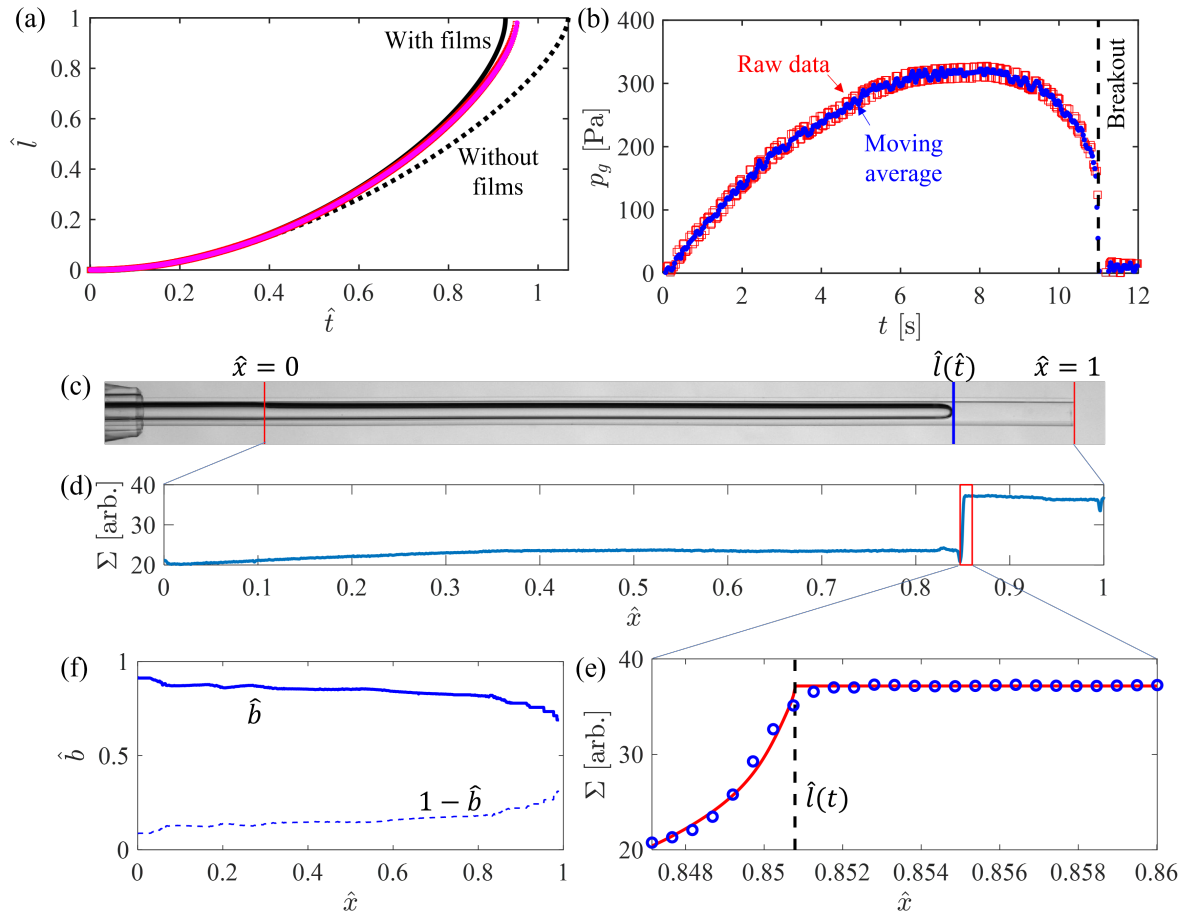 (a)
1
0.8
0.6
0.4
0.2
0
l̂
With films
Without
films
0
0.2
0.4
0.6
0.8
1
t̂
(b)
400
300
200
100
0
p_g [Pa]
Raw data
Moving
average
Breakout
0
2
4
6
8
10
12
t [s]
(c)
x̂ = 0
l̂(t̂)
x̂ = 1
(d)
40
30
20
Σ [arb.]
0
0.1
0.2
0.3
0.4
0.5
0.6
0.7
0.8
0.9
1
x̂
(f)
1
0.5
0
b̂
b̂
1 − b̂
0
0.2
0.4
0.6
0.8
1
x̂
(e)
40
30
20
Σ [arb.]
l̂(t)
0.848
0.85
0.852
0.854
0.856
0.858
0.86
x̂